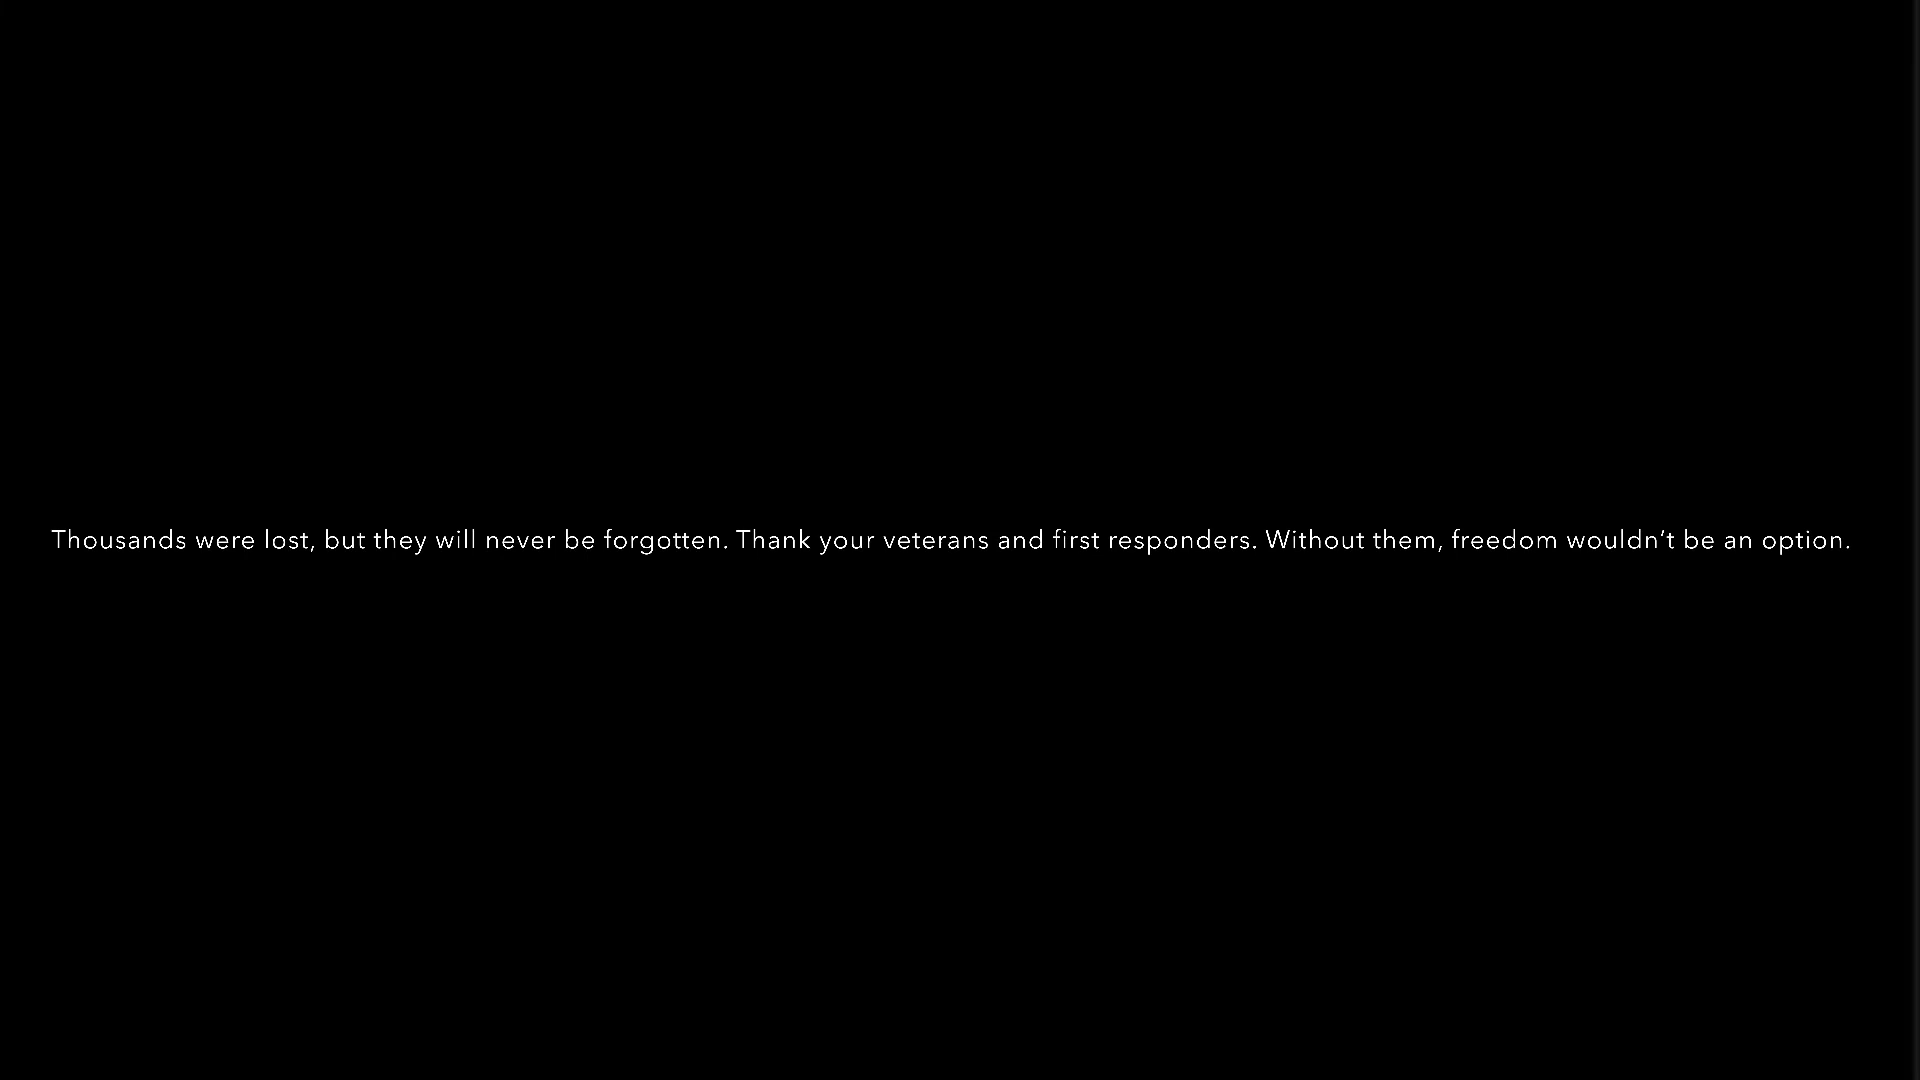 Thousands were lost, but they will never be forgotten. Thank your veterans and first responders. Without them, freedom wouldn’t be an option.